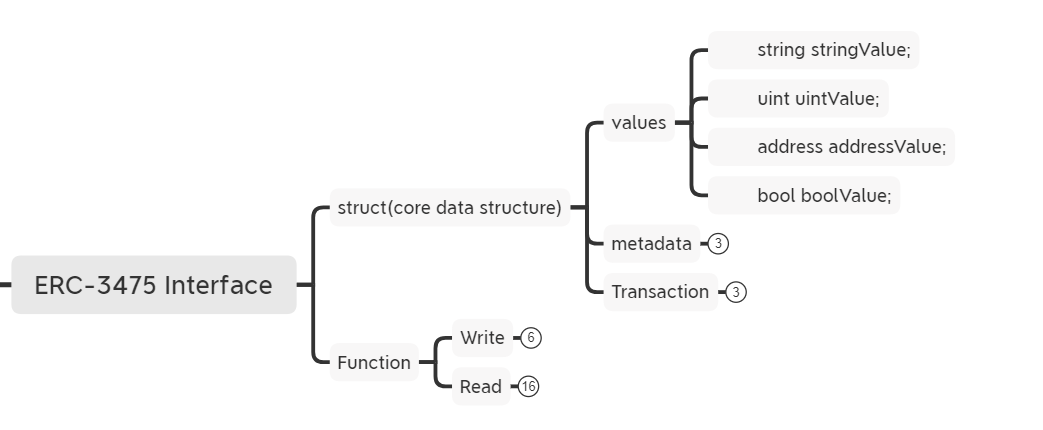 string stringValue;
uint uintValue;
values
address addressValue;
bool boolValue;
struct(core data structure)
metadata 3
ERC-3475 Interface
Transaction 3
Write 6
Function
Read 16